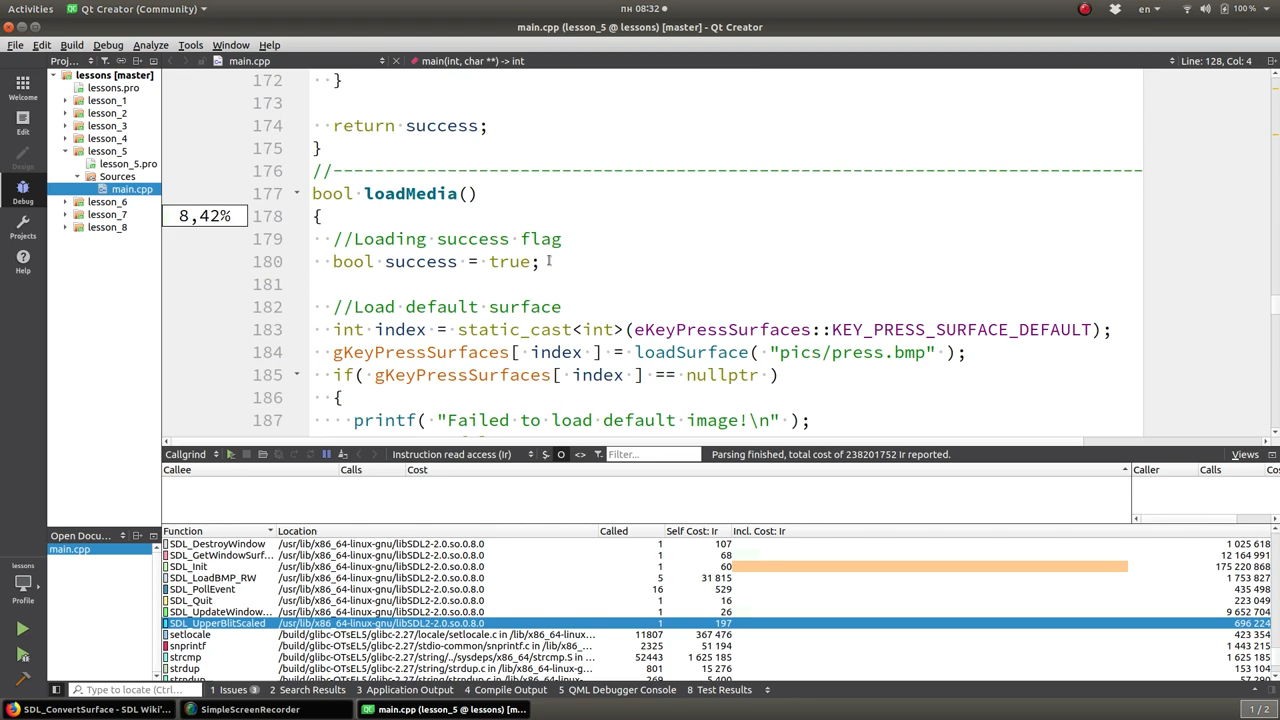 Activities
Qt Creator (Community)
пн 08:32
en
100 %
main.cpp (lesson_5 @ lessons) [master] - Qt Creator
File Edit Build Debug Analyze Tools Window Help
Proj...
main.cpp
main(int, char **) -> int
Line: 128, Col: 4
Welcome
Edit
Design
Debug
Projects
Help
lessons
Profile
lessons [master]
lessons.pro
lesson_1
lesson_2
lesson_3
lesson_4
lesson_5
lesson_5.pro
Sources
main.cpp
lesson_6
lesson_7
lesson_8
8,42%
172 }
173
174 return success;
175 }
176 //------------------------------------------------------------------------------
177 bool loadMedia()
178 {
179 //Loading success flag
180 bool success = true;
181
182 //Load default surface
183 int index = static_cast<int>(eKeyPressSurfaces::KEY_PRESS_SURFACE_DEFAULT);
184 gKeyPressSurfaces[ index ] = loadSurface( "pics/press.bmp" );
185 if( gKeyPressSurfaces[ index ] == nullptr )
186 {
187 printf( "Failed to load default image!\n" );
Callgrind
Instruction read access (Ir)
$
O
<>
Filter...
Parsing finished, total cost of 238201752 Ir reported.
Views
Callee Calls Cost
Caller Calls Co
Open Docu...
main.cpp
Function Location Called Self Cost: Ir Incl. Cost: Ir
SDL_DestroyWindow /usr/lib/x86_64-linux-gnu/libSDL2-2.0.so.0.8.0 1 107 1 025 618
SDL_GetWindowSurf... /usr/lib/x86_64-linux-gnu/libSDL2-2.0.so.0.8.0 1 68 12 164 991
SDL_Init /usr/lib/x86_64-linux-gnu/libSDL2-2.0.so.0.8.0 1 60 175 220 868
SDL_LoadBMP_RW /usr/lib/x86_64-linux-gnu/libSDL2-2.0.so.0.8.0 5 31 815 1 753 827
SDL_PollEvent /usr/lib/x86_64-linux-gnu/libSDL2-2.0.so.0.8.0 16 529 435 498
SDL_Quit /usr/lib/x86_64-linux-gnu/libSDL2-2.0.so.0.8.0 1 16 223 049
SDL_UpdateWindow... /usr/lib/x86_64-linux-gnu/libSDL2-2.0.so.0.8.0 1 26 9 652 704
SDL_UpperBlitScaled /usr/lib/x86_64-linux-gnu/libSDL2-2.0.so.0.8.0 1 197 696 224
setlocale /build/glibc-OTsEL5/glibc-2.27/locale/setlocale.c in /lib/x86_64-linux... 11807 367 476 423 354
snprintf /build/glibc-OTsEL5/glibc-2.27/stdio-common/snprintf.c in /lib/x86_6... 2325 51 194 1 443 215
strcmp /build/glibc-OTsEL5/glibc-2.27/string/../sysdeps/x86_64/strcmp.S in /... 52443 1 625 185 1 625 185
strdup /build/glibc-OTsEL5/glibc-2.27/string/strdup.c in /lib/x86_64-linux-g... 801 15 276 153 104
Type to locate (Ctrl...
1 Issues 3
2 Search Results
3 Application Output
4 Compile Output
5 QML Debugger Console
8 Test Results
SDL_ConvertSurface - SDL Wiki'...
SimpleScreenRecorder
main.cpp (lesson_5 @ lessons) [m...
1 / 2